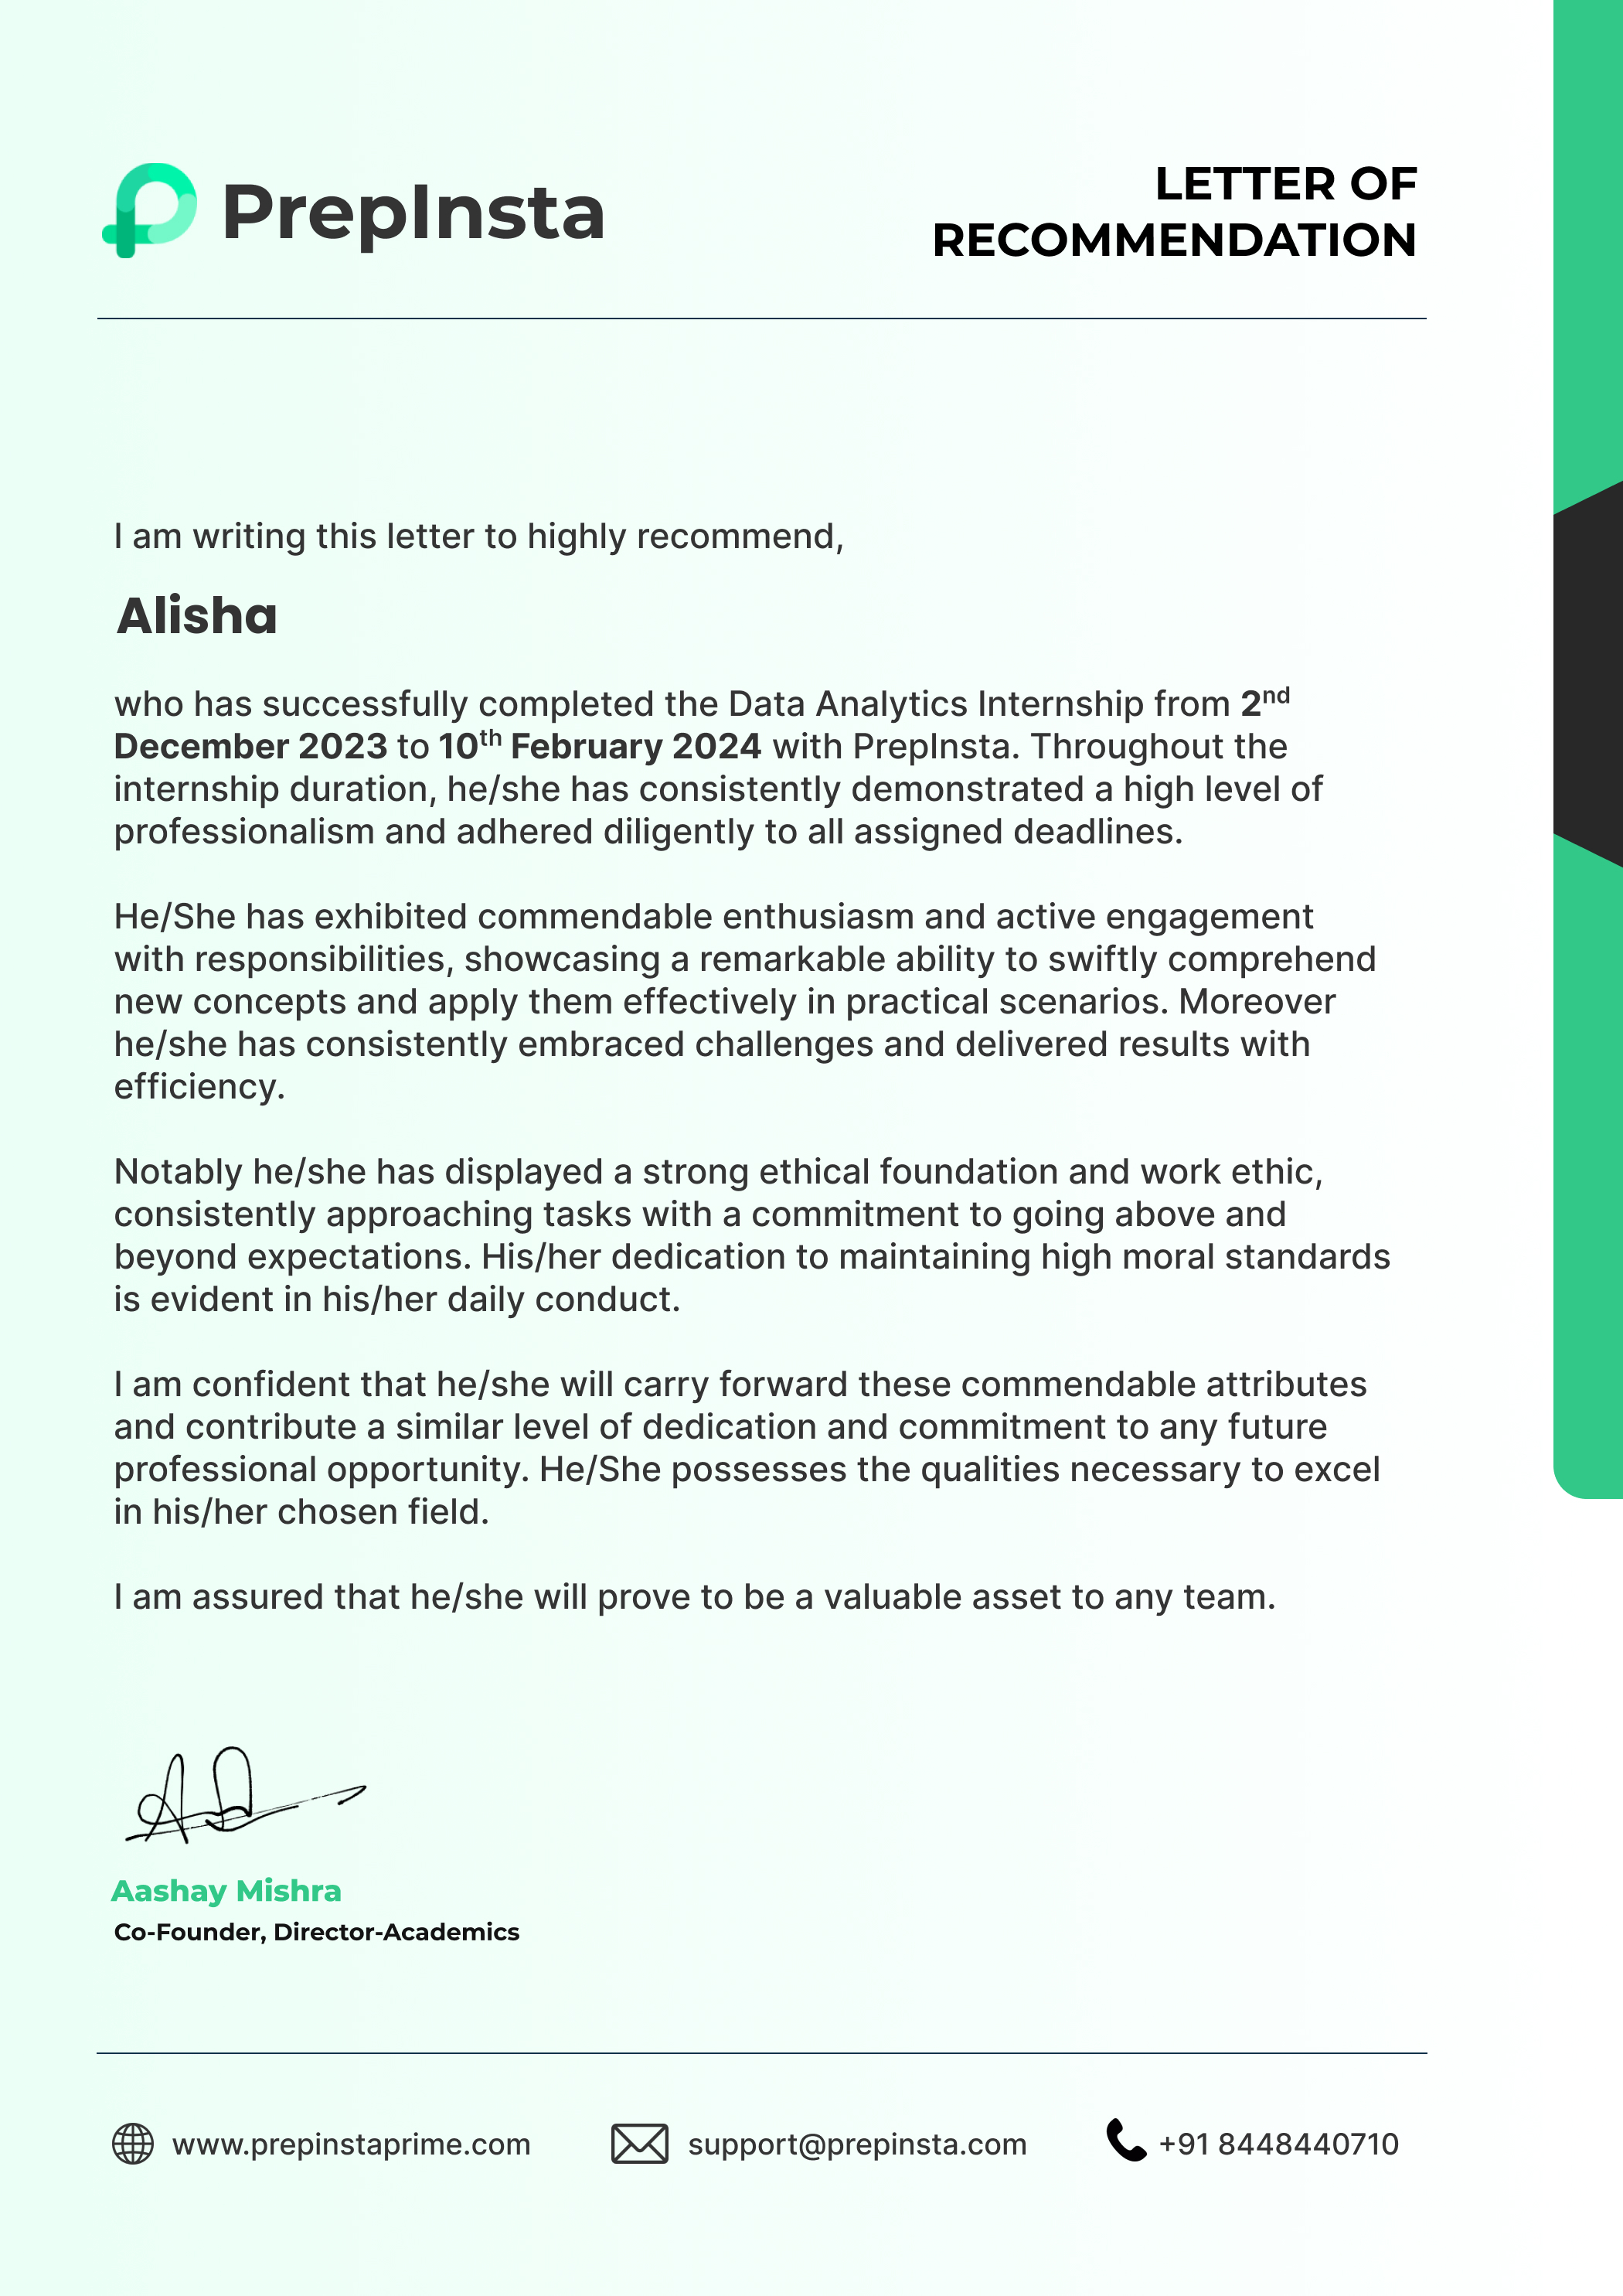 PrepInsta
LETTER OF
RECOMMENDATION
I am writing this letter to highly recommend,
Alisha
who has successfully completed the Data Analytics Internship from 2nd
December 2023 to 10th February 2024 with PrepInsta. Throughout the
internship duration, he/she has consistently demonstrated a high level of
professionalism and adhered diligently to all assigned deadlines.
He/She has exhibited commendable enthusiasm and active engagement
with responsibilities, showcasing a remarkable ability to swiftly comprehend
new concepts and apply them effectively in practical scenarios. Moreover
he/she has consistently embraced challenges and delivered results with
efficiency.
Notably he/she has displayed a strong ethical foundation and work ethic,
consistently approaching tasks with a commitment to going above and
beyond expectations. His/her dedication to maintaining high moral standards
is evident in his/her daily conduct.
I am confident that he/she will carry forward these commendable attributes
and contribute a similar level of dedication and commitment to any future
professional opportunity. He/She possesses the qualities necessary to excel
in his/her chosen field.
I am assured that he/she will prove to be a valuable asset to any team.
Aashay Mishra
Co-Founder, Director-Academics
www.prepinstaprime.com
support@prepinsta.com
+91 8448440710